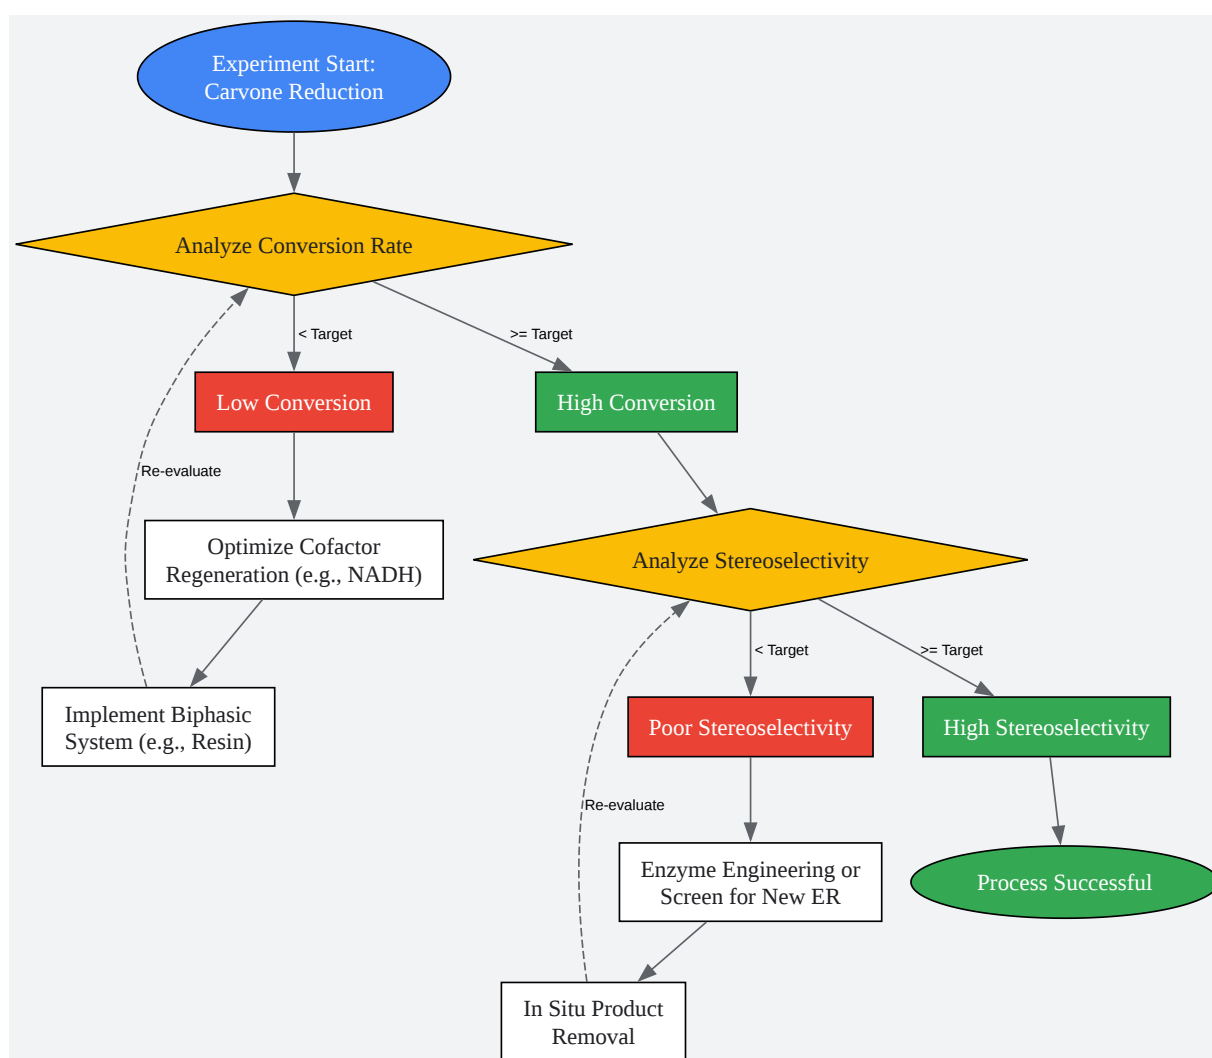 Experiment Start:
Carvone Reduction
Analyze Conversion Rate
< Target
>= Target
Low Conversion
High Conversion
Re-evaluate
Optimize Cofactor
Regeneration (e.g., NADH)
Analyze Stereoselectivity
< Target
>= Target
Implement Biphasic
System (e.g., Resin)
Poor Stereoselectivity
High Stereoselectivity
Re-evaluate
Enzyme Engineering or
Screen for New ER
Process Successful
In Situ Product
Removal